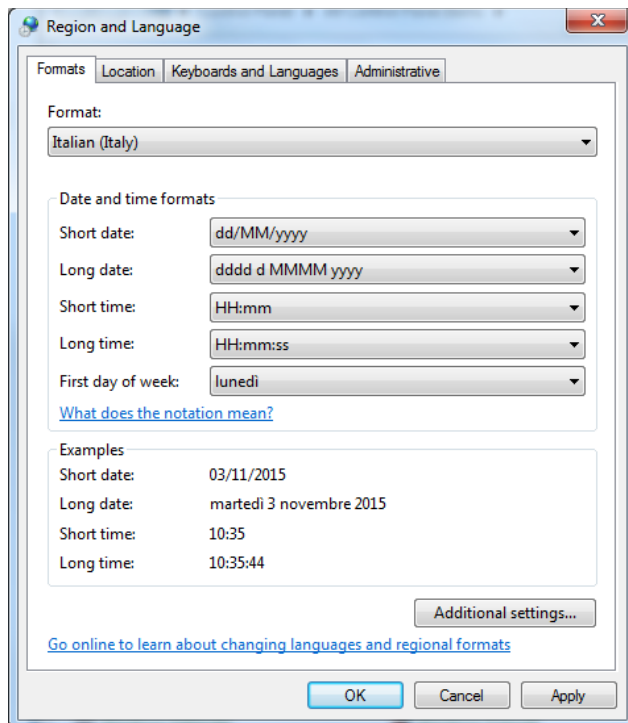 Region and Language
Formats Location Keyboards and Languages Administrative
Format:
Italian (Italy)
Date and time formats
Short date: dd/MM/yyyy
Long date: dddd d MMMM yyyy
Short time: HH:mm
Long time: HH:mm:ss
First day of week: lunedì
What does the notation mean?
Examples
Short date: 03/11/2015
Long date: martedì 3 novembre 2015
Short time: 10:35
Long time: 10:35:44
Additional settings...
Go online to learn about changing languages and regional formats
OK Cancel Apply